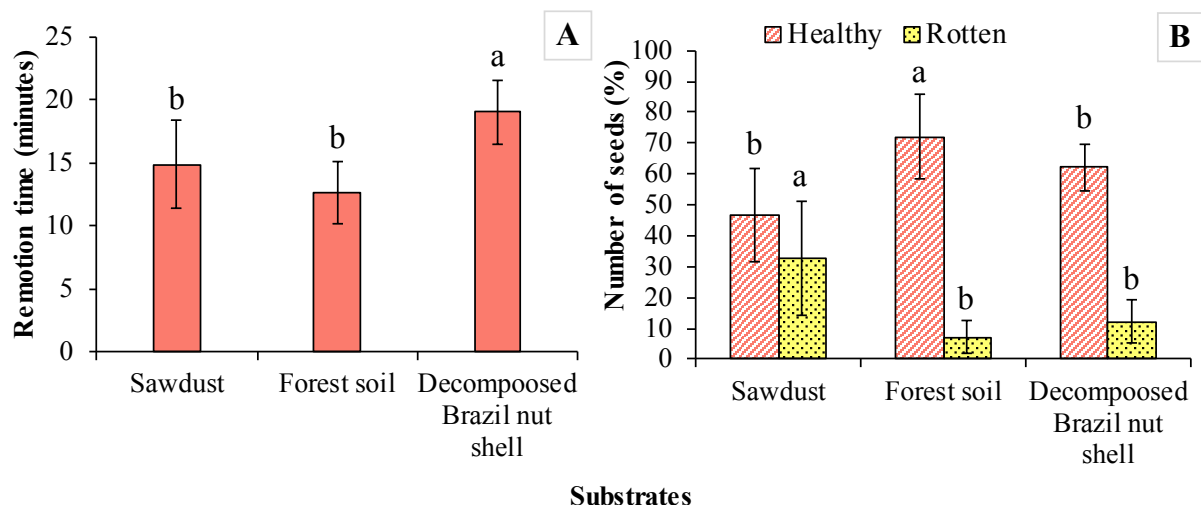 A
Remotion time (minutes)
25
20
15
10
5
0
b
b
a
Sawdust
Forest soil
Decompoosed
Brazil nut
shell
Healthy
Rotten
B
Number of seeds (%)
100
90
80
70
60
50
40
30
20
10
0
b
a
a
b
b
b
Sawdust
Forest soil
Decomposed
Brazil nut
shell
Substrates